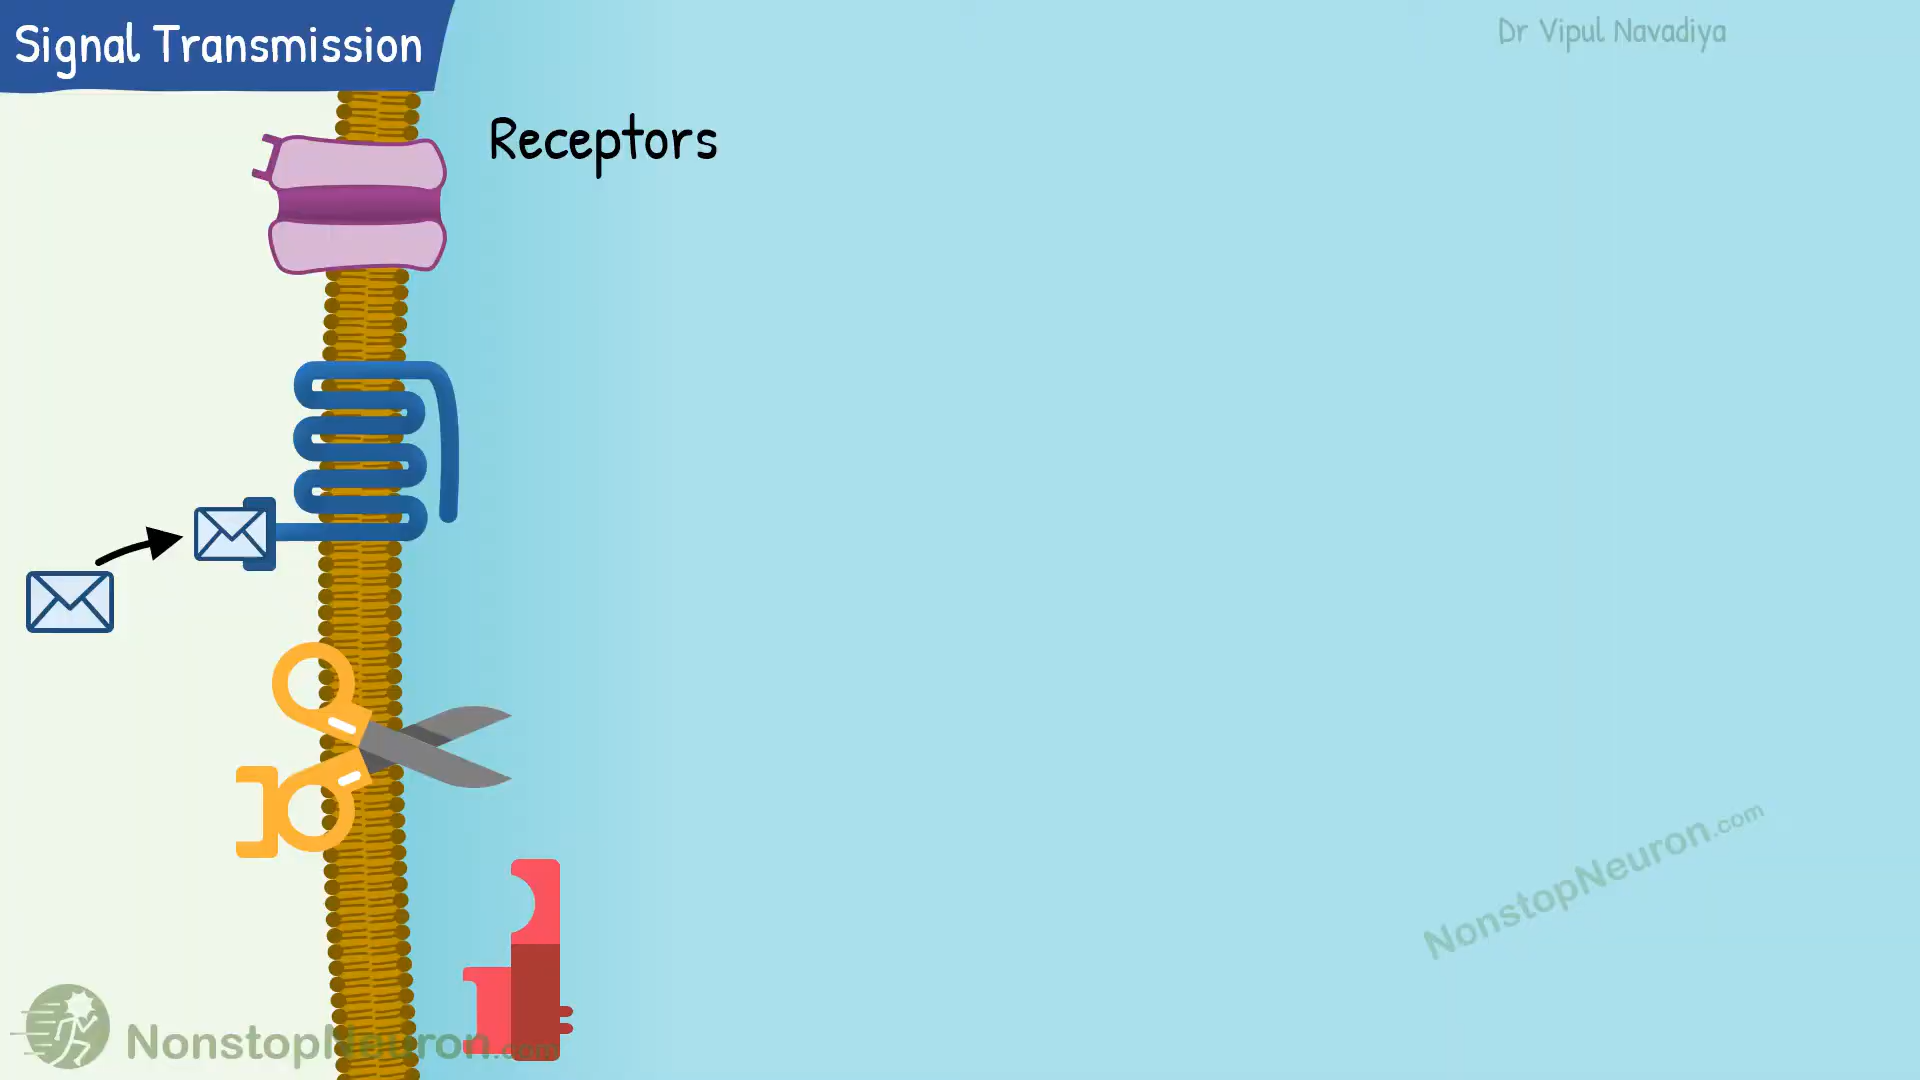 Signal Transmission
Dr Vipul Navadiya
Receptors
NonstopNeuron.com
NonstopNeuron.com